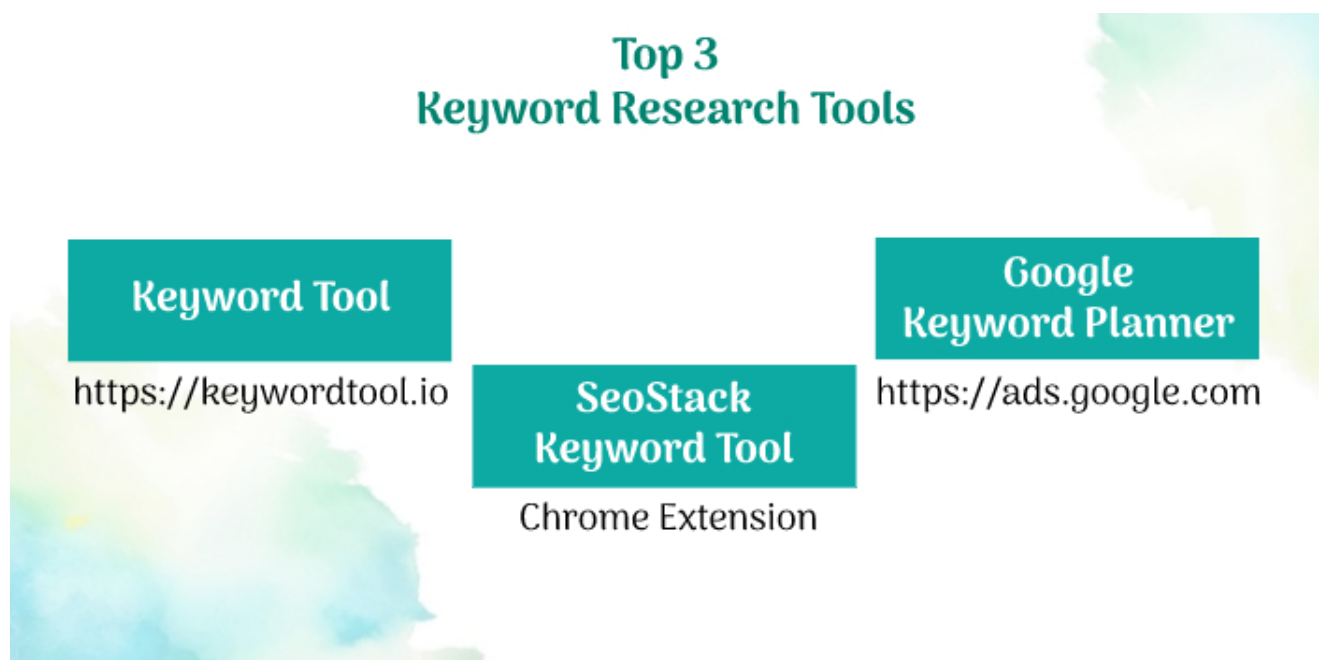 Top 3
Keyword Research Tools
Keyword Tool
https://keywordtool.io
SeoStack
Keyword Tool
Chrome Extension
Google
Keyword Planner
https://ads.google.com